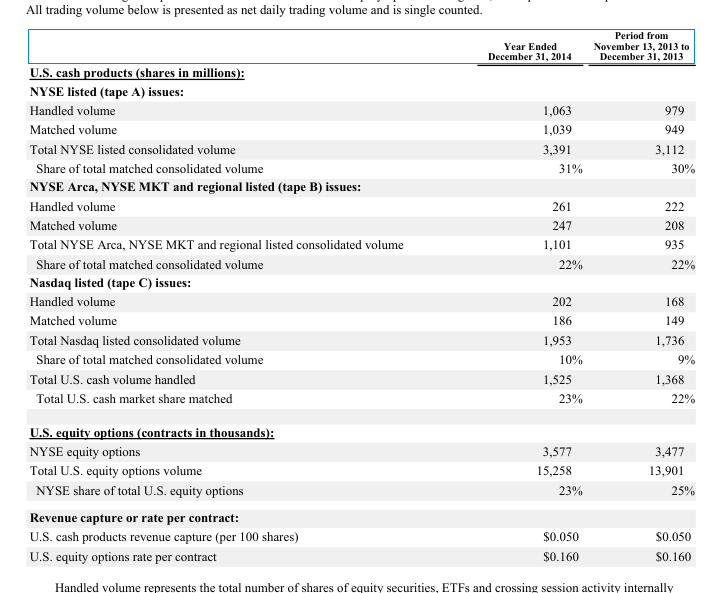 All trading volume below is presented as net daily trading volume and is single counted.
Year Ended December 31, 2014 Period from November 13, 2013 to December 31, 2013
U.S. cash products (shares in millions):
NYSE listed (tape A) issues:
Handled volume 1,063 979
Matched volume 1,039 949
Total NYSE listed consolidated volume 3,391 3,112
Share of total matched consolidated volume 31% 30%
NYSE Arca, NYSE MKT and regional listed (tape B) issues:
Handled volume 261 222
Matched volume 247 208
Total NYSE Arca, NYSE MKT and regional listed consolidated volume 1,101 935
Share of total matched consolidated volume 22% 22%
Nasdaq listed (tape C) issues:
Handled volume 202 168
Matched volume 186 149
Total Nasdaq listed consolidated volume 1,953 1,736
Share of total matched consolidated volume 10% 9%
Total U.S. cash volume handled 1,525 1,368
Total U.S. cash market share matched 23% 22%
U.S. equity options (contracts in thousands):
NYSE equity options 3,577 3,477
Total U.S. equity options volume 15,258 13,901
NYSE share of total U.S. equity options 23% 25%
Revenue capture or rate per contract:
U.S. cash products revenue capture (per 100 shares) $0.050 $0.050
U.S. equity options rate per contract $0.160 $0.160
Handled volume represents the total number of shares of equity securities, ETFs and crossing session activity internally